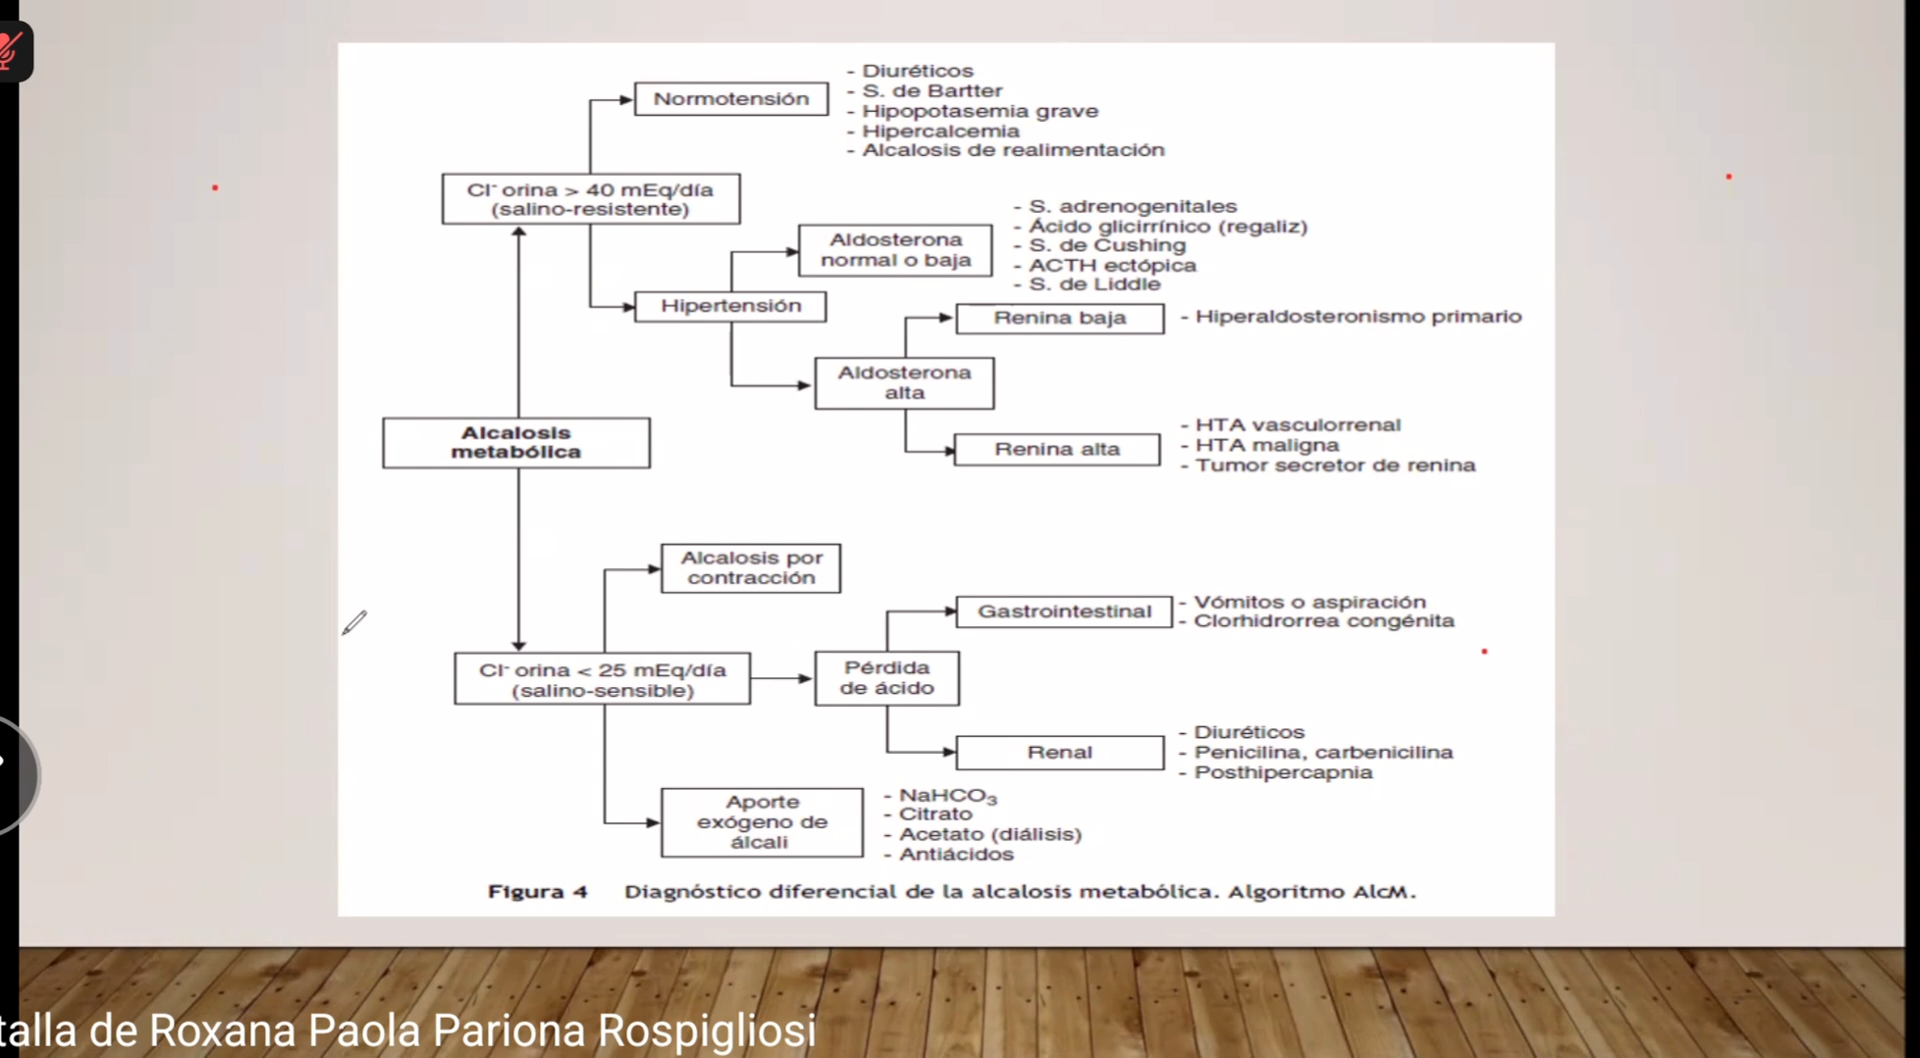 Normotensión
- Diuréticos
- S. de Bartter
- Hipopotasemia grave
- Hipercalcemia
- Alcalosis de realimentación
Cl⁻ orina > 40 mEq/día
(salino-resistente)
Aldosterona
normal o baja
- S. adrenogenitales
- Ácido glicirrínico (regaliz)
- S. de Cushing
- ACTH ectópica
- S. de Liddle
Hipertensión
Renina baja
- Hiperaldosteronismo primario
Aldosterona
alta
Renina alta
- HTA vasculorrenal
- HTA maligna
- Tumor secretor de renina
Alcalosis
metabólica
Alcalosis por
contracción
Gastrointestinal
- Vómitos o aspiración
- Clorhidrorrea congénita
Cl⁻ orina < 25 mEq/día
(salino-sensible)
Pérdida
de ácido
Renal
- Diuréticos
- Penicilina, carbenicilina
- Posthipercapnia
Aporte
exógeno de
álcali
- NaHCO₃
- Citrato
- Acetato (diálisis)
- Antiácidos
Figura 4 Diagnóstico diferencial de la alcalosis metabólica. Algoritmo AlcM.
talla de Roxana Paola Pariona Rospigliosi